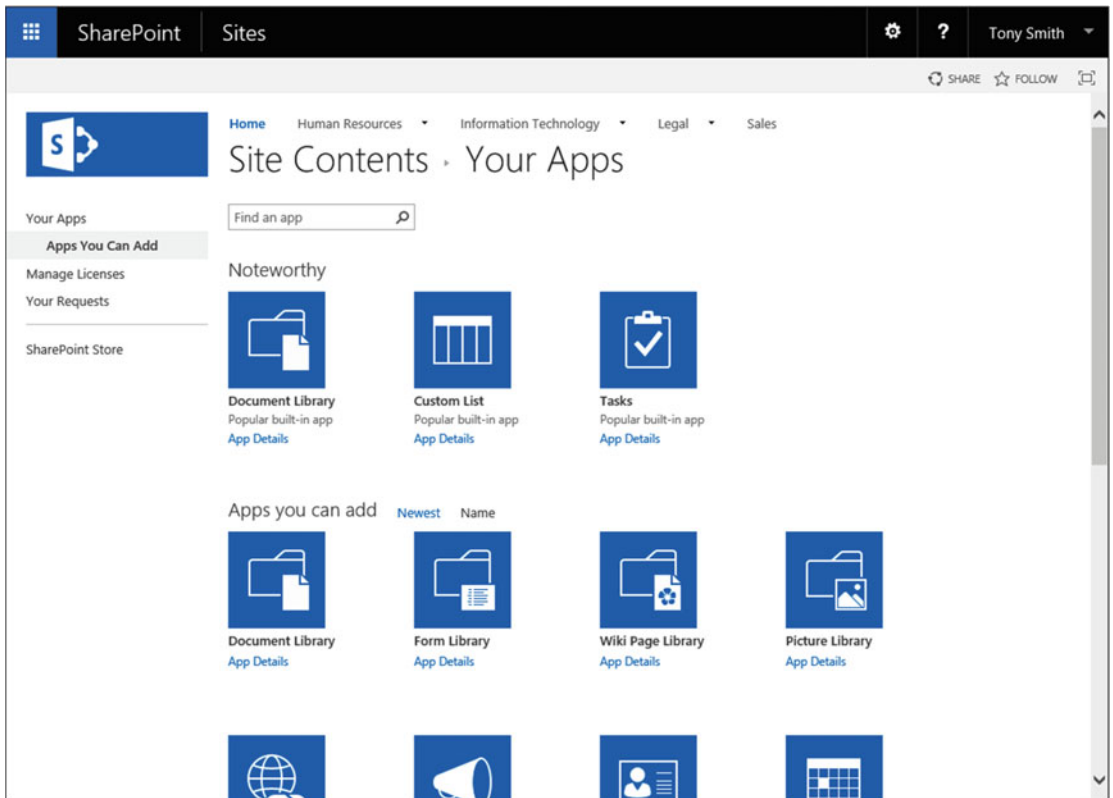 SharePoint Sites ? Tony Smith
SHARE FOLLOW
S
Home Human Resources Information Technology Legal Sales
Site Contents Your Apps
Your Apps
Apps You Can Add
Manage Licenses
Your Requests
SharePoint Store
Find an app
Noteworthy
Document Library Custom List Tasks
Popular built-in app Popular built-in app Popular built-in app
App Details App Details App Details
Apps you can add Newest Name
Document Library Form Library Wiki Page Library Picture Library
App Details App Details App Details App Details